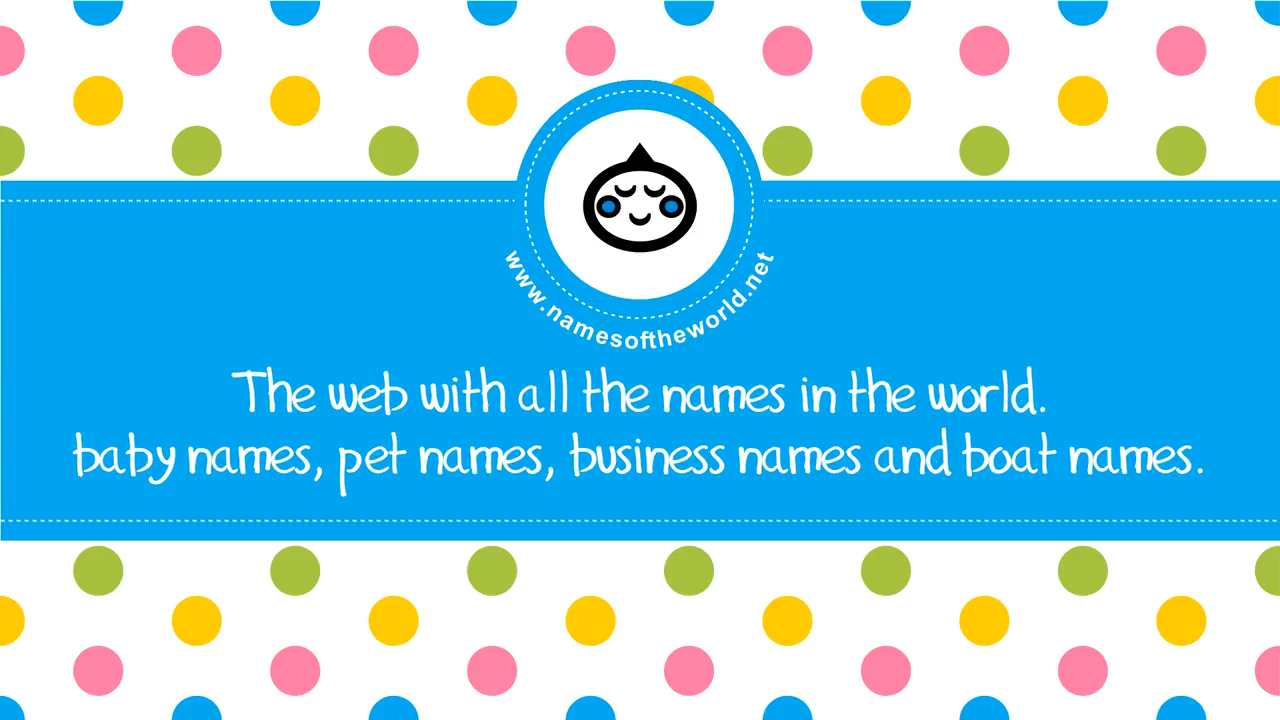 www.namesoftheworld.net
The web with all the names in the world.
baby names, pet names, business names and boat names.